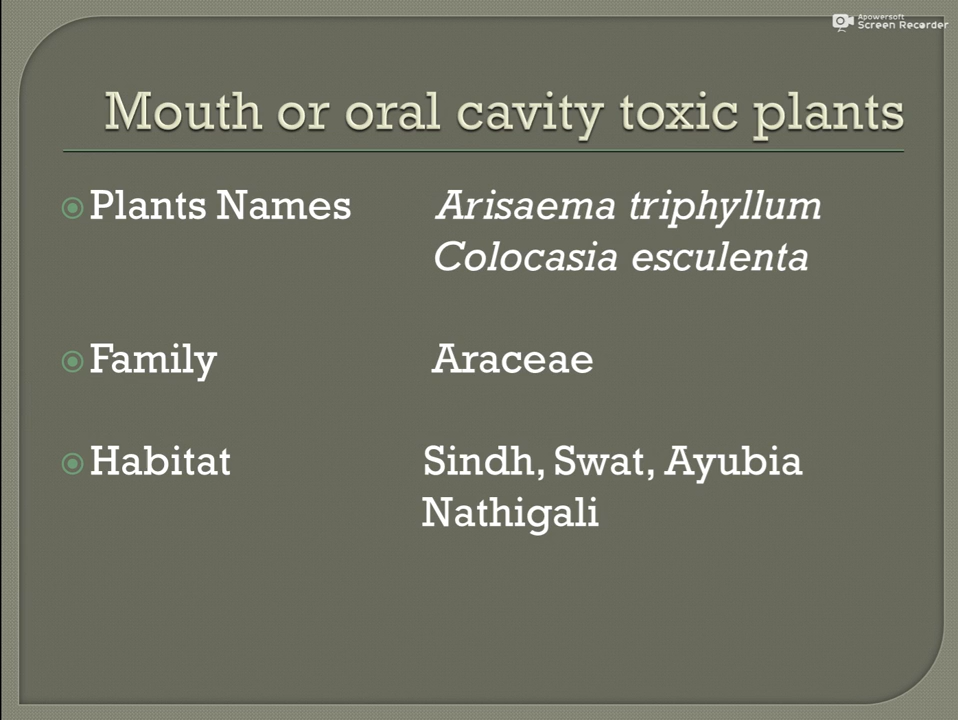 Apowersoft
Screen Recorder
Mouth or oral cavity toxic plants
Plants Names Arisaema triphyllum
Colocasia esculenta
Family Araceae
Habitat Sindh, Swat, Ayubia
Nathigali